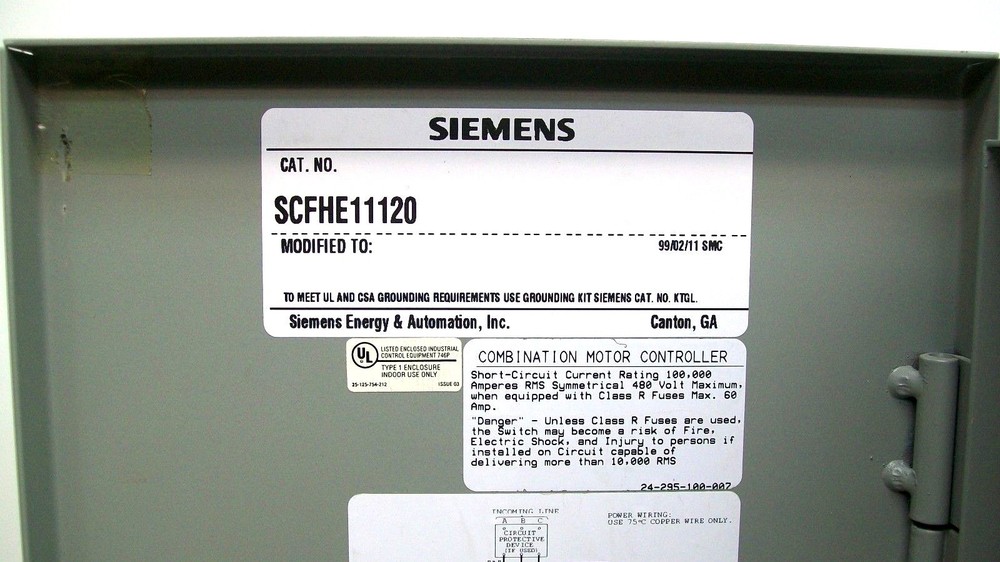 SIEMENS
CAT. NO.
SCFHE11120
MODIFIED TO:
99/02/11 SMC
TO MEET UL AND CSA GROUNDING REQUIREMENTS USE GROUNDING KIT SIEMENS CAT. NO. KTGL.
Siemens Energy & Automation, Inc.
Canton, GA
UL
LISTED ENCLOSED INDUSTRIAL
CONTROL EQUIPMENT 746P
TYPE 1 ENCLOSURE
INDOOR USE ONLY
25-125-754-212
ISSUE G3
COMBINATION MOTOR CONTROLLER
Short-Circuit Current Rating 100,000
Amperes RMS Symmetrical 480 Volt Maximum,
when equipped with Class R Fuses Max. 60
Amp.
"Danger" - Unless Class R Fuses are used,
the Switch may become a risk of Fire,
Electric Shock, and Injury to persons if
installed on Circuit capable of
delivering more than 10,000 RMS
24-295-100-007
INCOMING LINE
A B C
CIRCUIT
PROTECTIVE
DEVICE
(IF USED)
POWER WIRING:
USE 75°C COPPER WIRE ONLY.